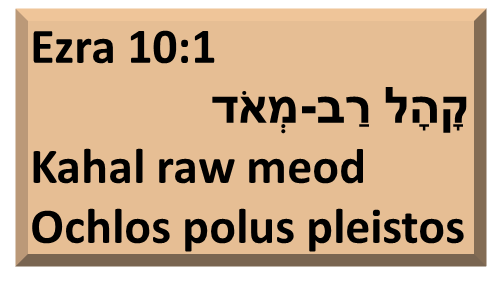 Ezra 10:1
קָהָל רַב-מְאֹד
Kahal raw meod
Ochlos polus pleistos